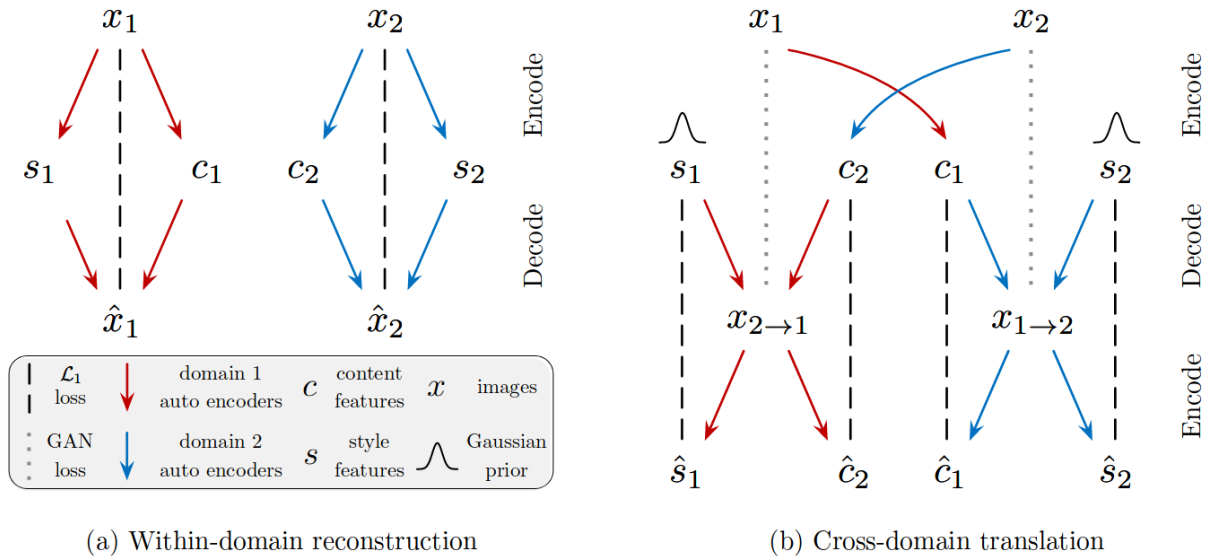 x₁ x₂
Encode
s₁ c₁ c₂ s₂
Decode
x̂₁ x̂₂
ℒ₁
loss
domain 1
auto encoders
c
content
features
x
images
GAN
loss
domain 2
auto encoders
s
style
features
Gaussian
prior
(a) Within-domain reconstruction
x₁ x₂
Encode
s₁ c₂ c₁ s₂
Decode
x₂→₁ x₁→₂
Encode
ŝ₁ ĉ₂ ĉ₁ ŝ₂
(b) Cross-domain translation